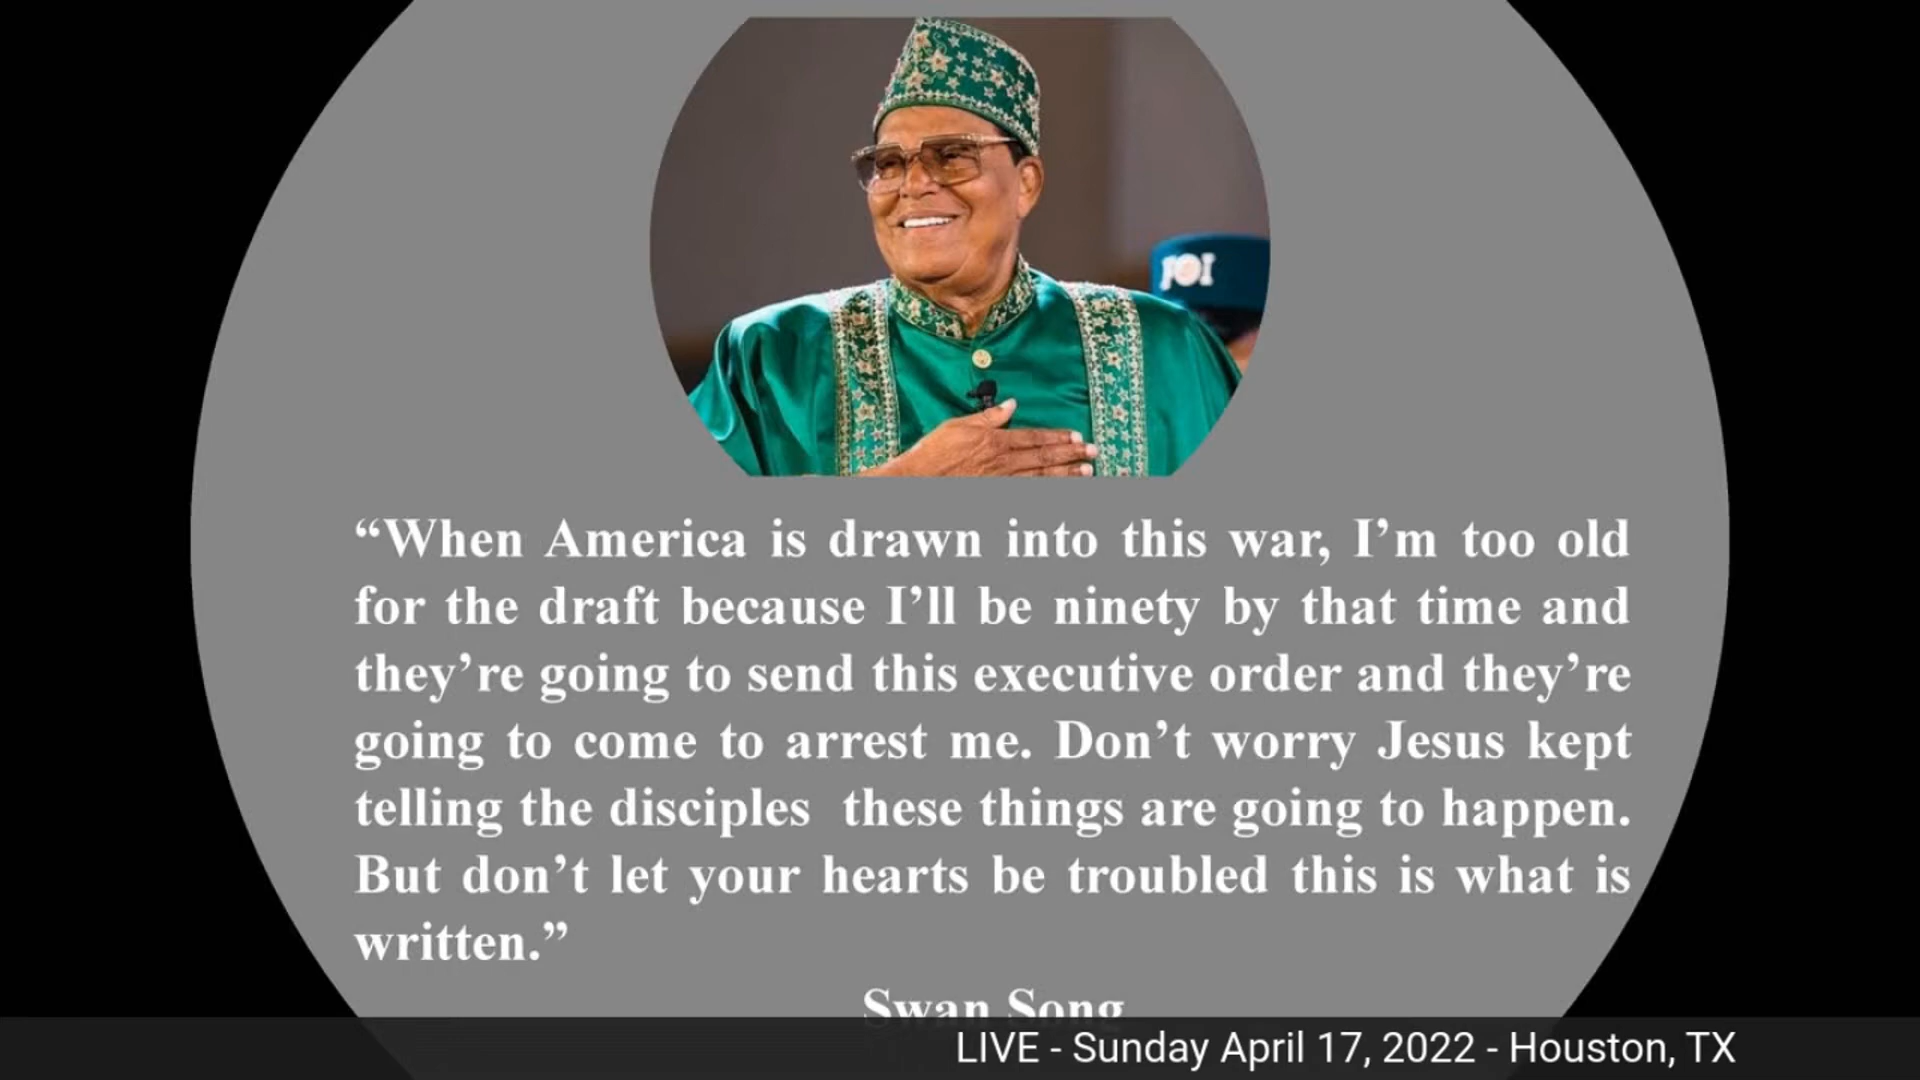 FOI
“When America is drawn into this war, I’m too old
for the draft because I’ll be ninety by that time and
they’re going to send this executive order and they’re
going to come to arrest me. Don’t worry Jesus kept
telling the disciples  these things are going to happen.
But don’t let your hearts be troubled this is what is
written.”
Swan Song
LIVE - Sunday April 17, 2022 - Houston, TX